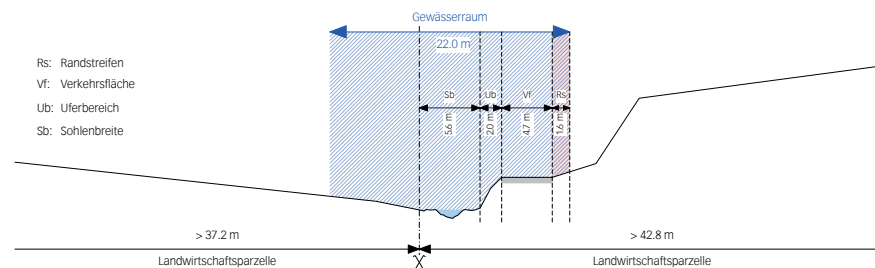 Gewässerraum
22.0 m
Rs: Randstreifen
Vf: Verkehrsfläche
Ub: Uferbereich
Sb: Sohlenbreite
Sb Ub Vf Rs
5.6 m 2.0 m 4.7 m 1.6 m
> 37.2 m > 42.8 m
Landwirtschaftsparzelle Landwirtschaftsparzelle